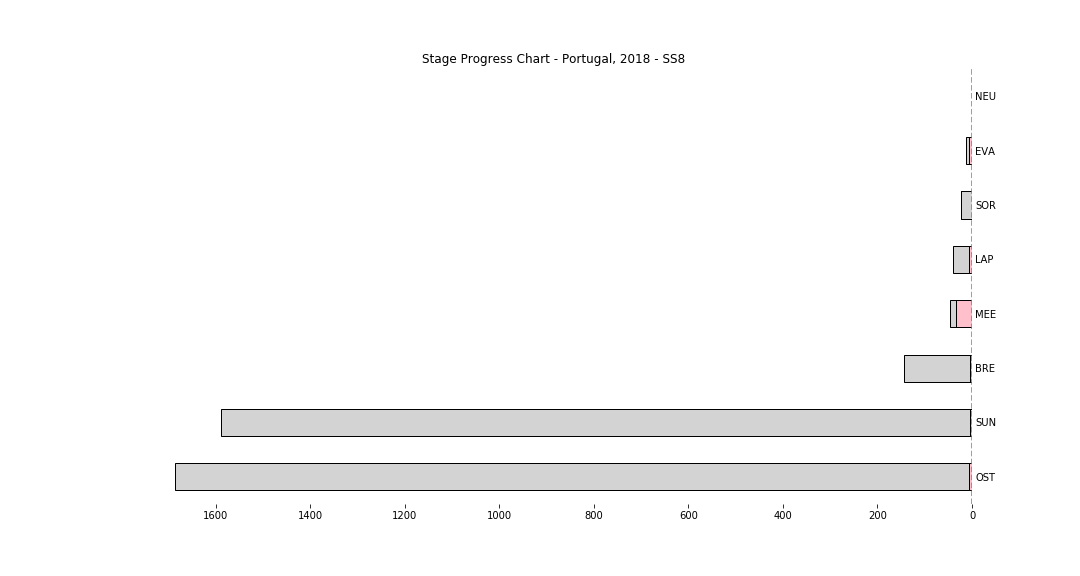 Stage Progress Chart - Portugal, 2018 - SS8
NEU
EVA
SOR
LAP
MEE
BRE
SUN
OST
1600 1400 1200 1000 800 600 400 200 0